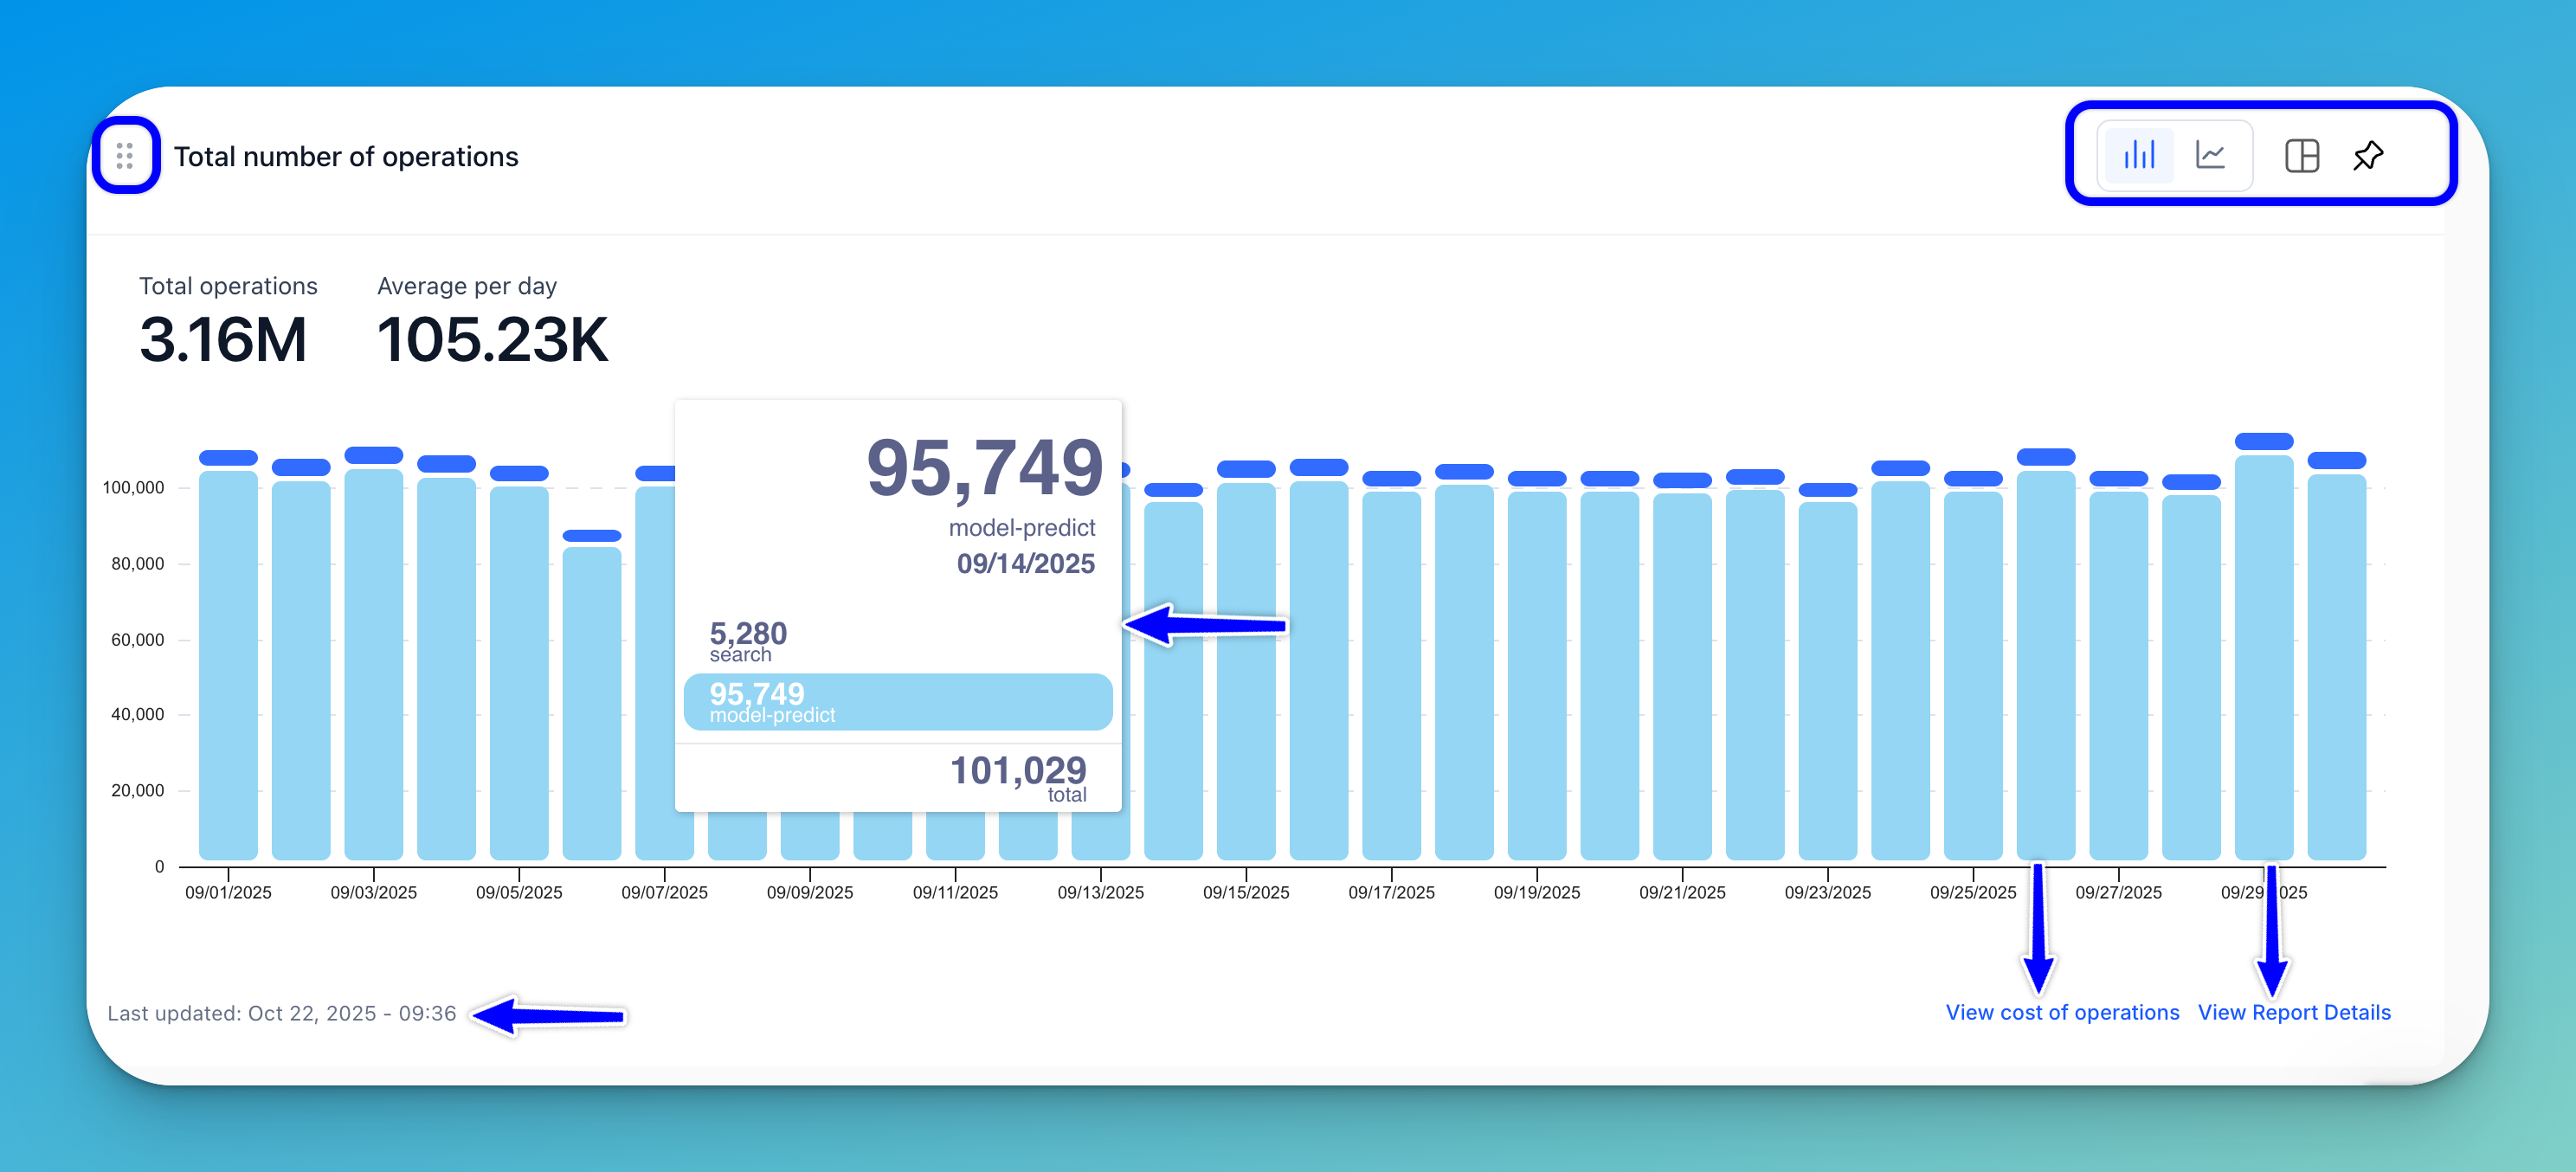 Total number of operations
Total operations
Average per day
3.16M
105.23K
95,749
model-predict
09/14/2025
5,280
search
95,749
model-predict
101,029
total
100,000
80,000
60,000
40,000
20,000
0
09/01/2025 09/03/2025 09/05/2025 09/07/2025 09/09/2025 09/11/2025 09/13/2025 09/15/2025 09/17/2025 09/19/2025 09/21/2025 09/23/2025 09/25/2025 09/27/2025 09/29/2025
Last updated: Oct 22, 2025 - 09:36
View cost of operations View Report Details